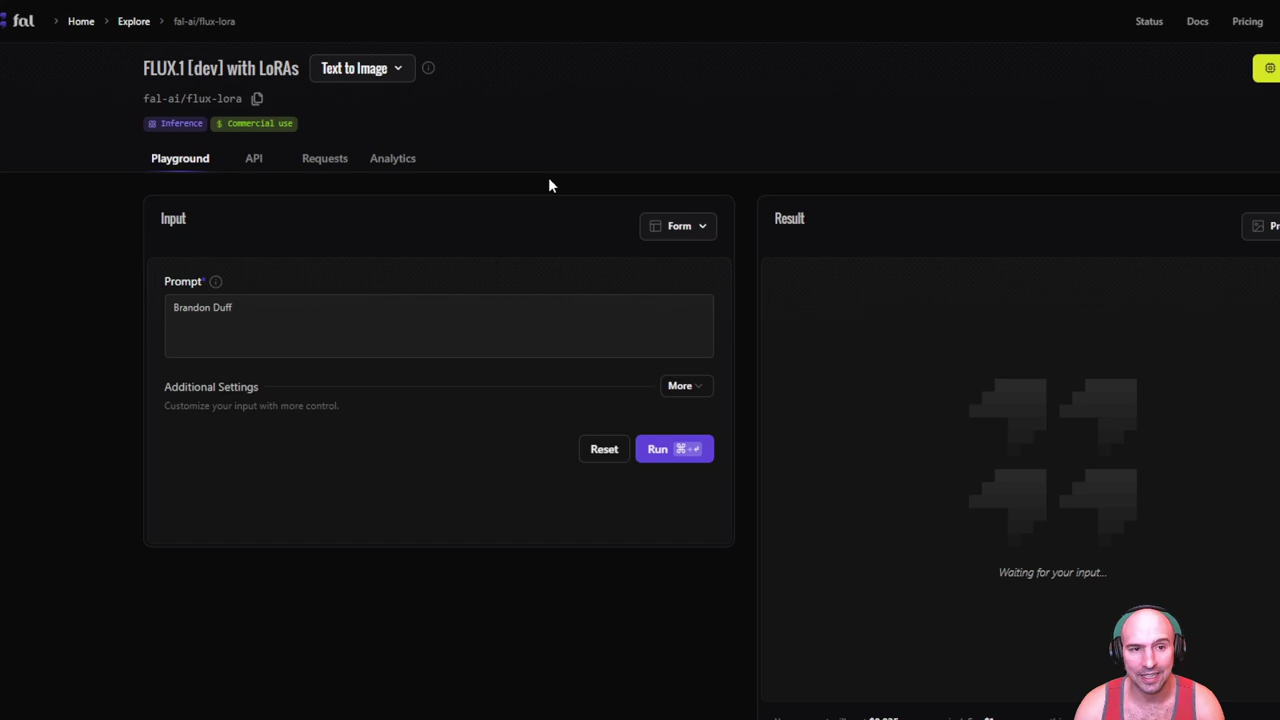 fal
Home
Explore
fal-ai/flux-lora
Status
Docs
Pricing
FLUX.1 [dev] with LoRAs
Text to Image
fal-ai/flux-lora
Inference
$ Commercial use
Playground
API
Requests
Analytics
Input
Form
Prompt*
Brandon Duff
Additional Settings
More
Customize your input with more control.
Reset
Run ⌘+⏎
Result
Waiting for your input...